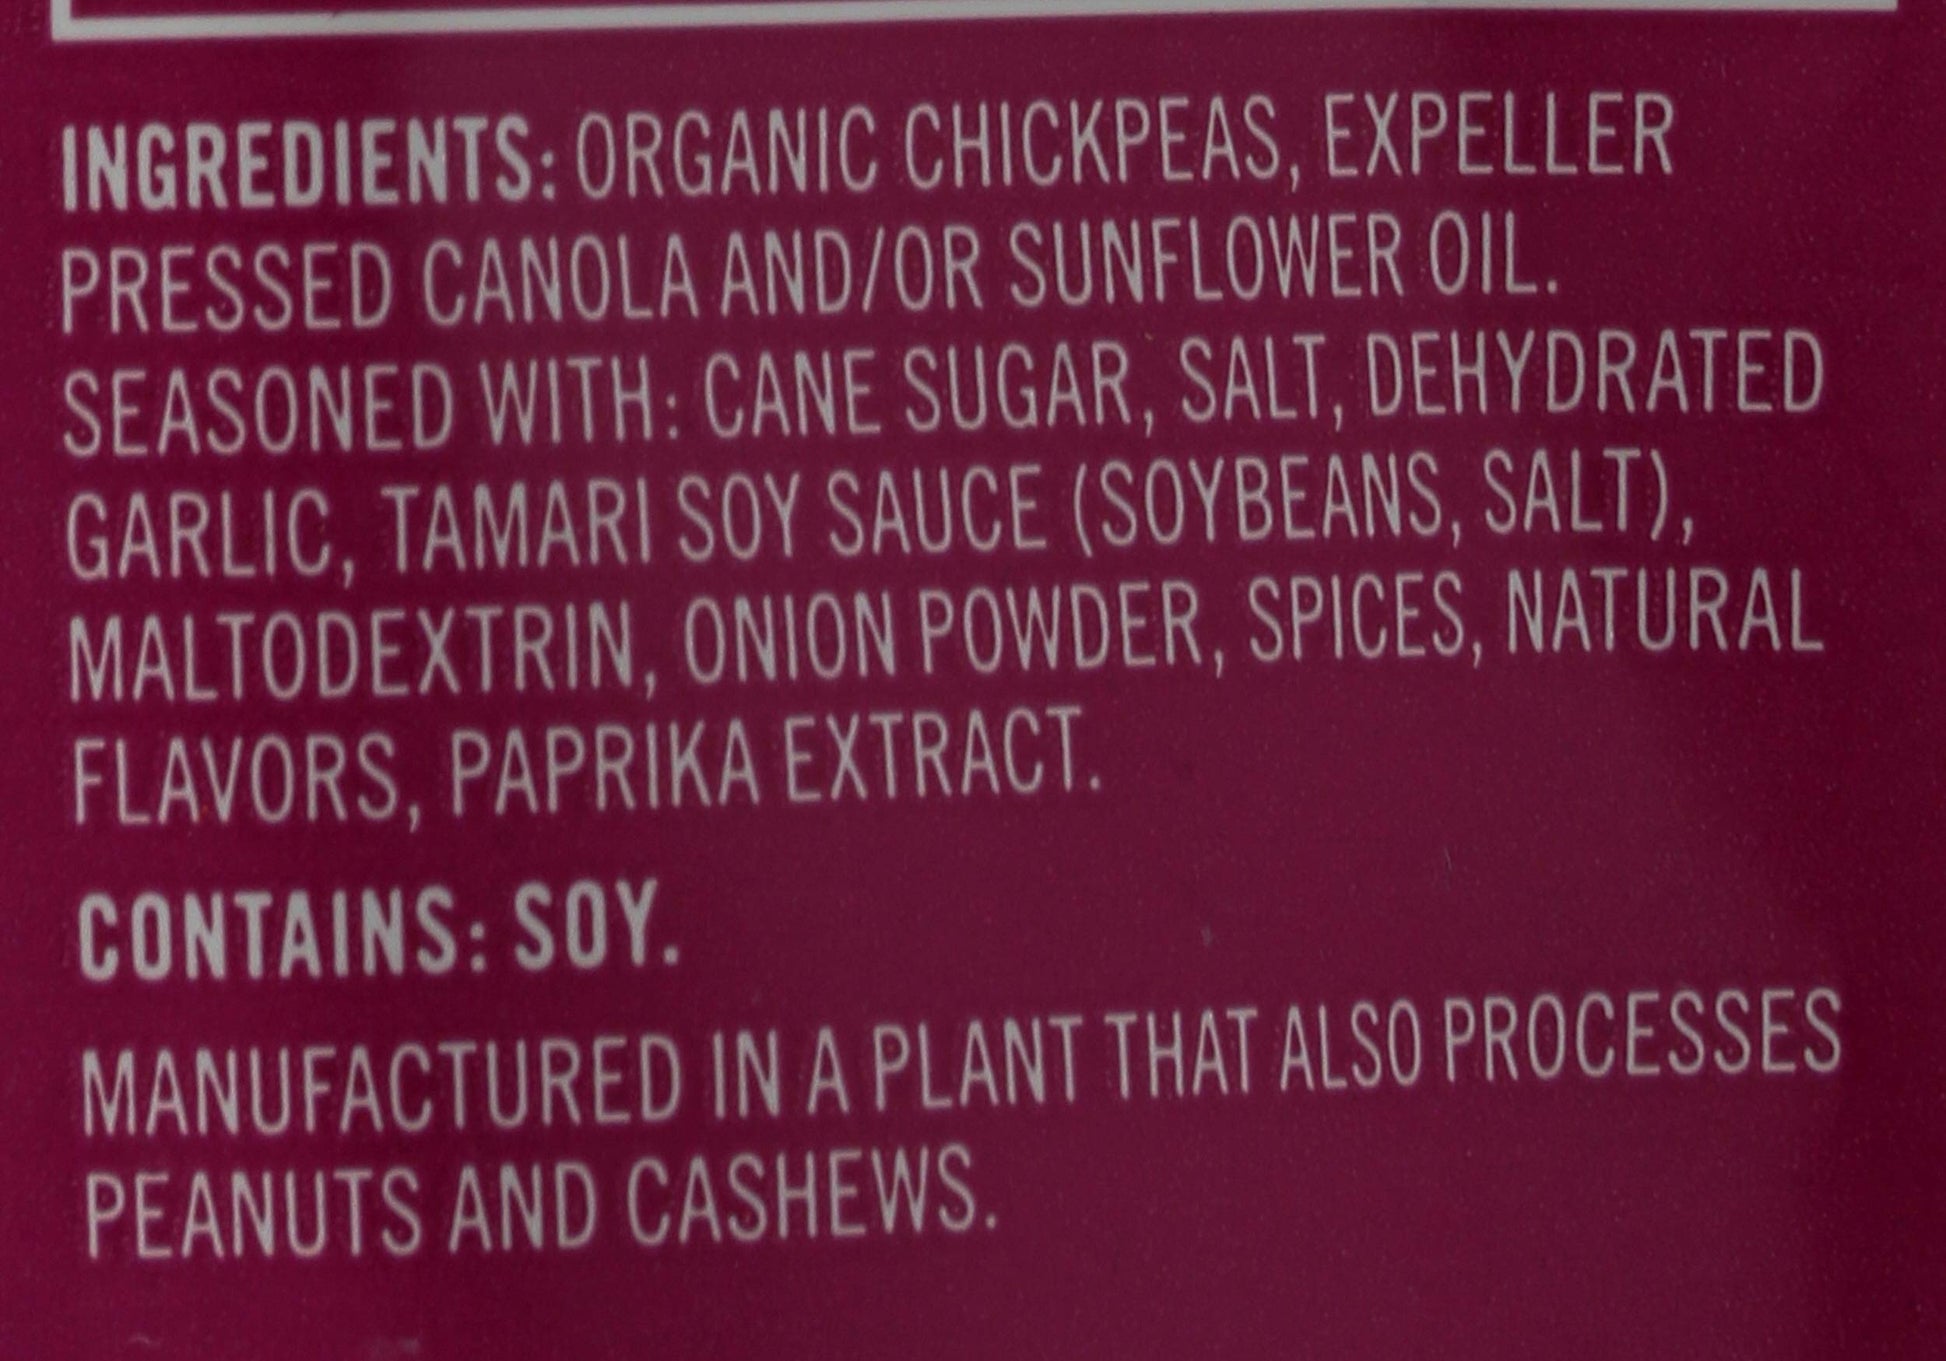 INGREDIENTS: ORGANIC CHICKPEAS, EXPELLER
PRESSED CANOLA AND/OR SUNFLOWER OIL.
SEASONED WITH: CANE SUGAR, SALT, DEHYDRATED
GARLIC, TAMARI SOY SAUCE (SOYBEANS, SALT),
MALTODEXTRIN, ONION POWDER, SPICES, NATURAL
FLAVORS, PAPRIKA EXTRACT.
CONTAINS: SOY.
MANUFACTURED IN A PLANT THAT ALSO PROCESSES
PEANUTS AND CASHEWS.